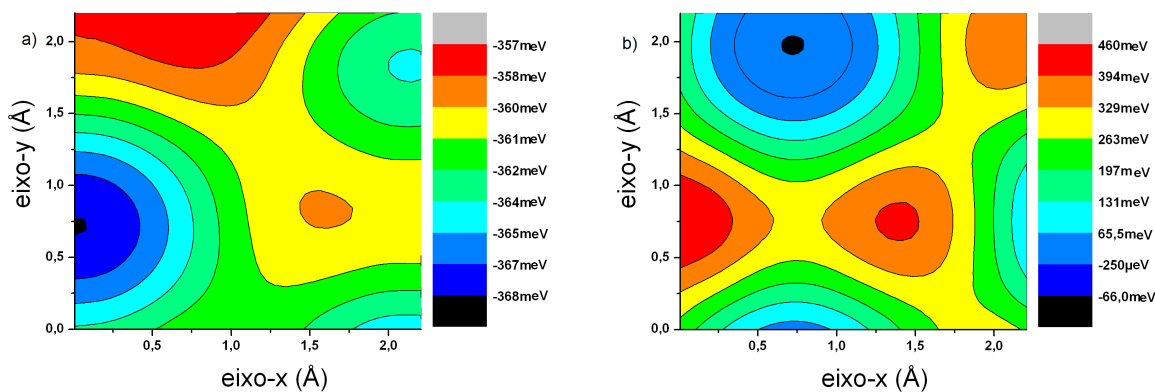 a)
eixo-y (Å)
2,0
1,5
1,0
0,5
0,0
0,5
1,0
1,5
2,0
eixo-x (Å)
-357meV
-358meV
-360meV
-361meV
-362meV
-364meV
-365meV
-367meV
-368meV
b)
eixo-y (Å)
2,0
1,5
1,0
0,5
0,0
0,5
1,0
1,5
2,0
eixo-x (Å)
460meV
394meV
329meV
263meV
197meV
131meV
65,5meV
-250µeV
-66,0meV